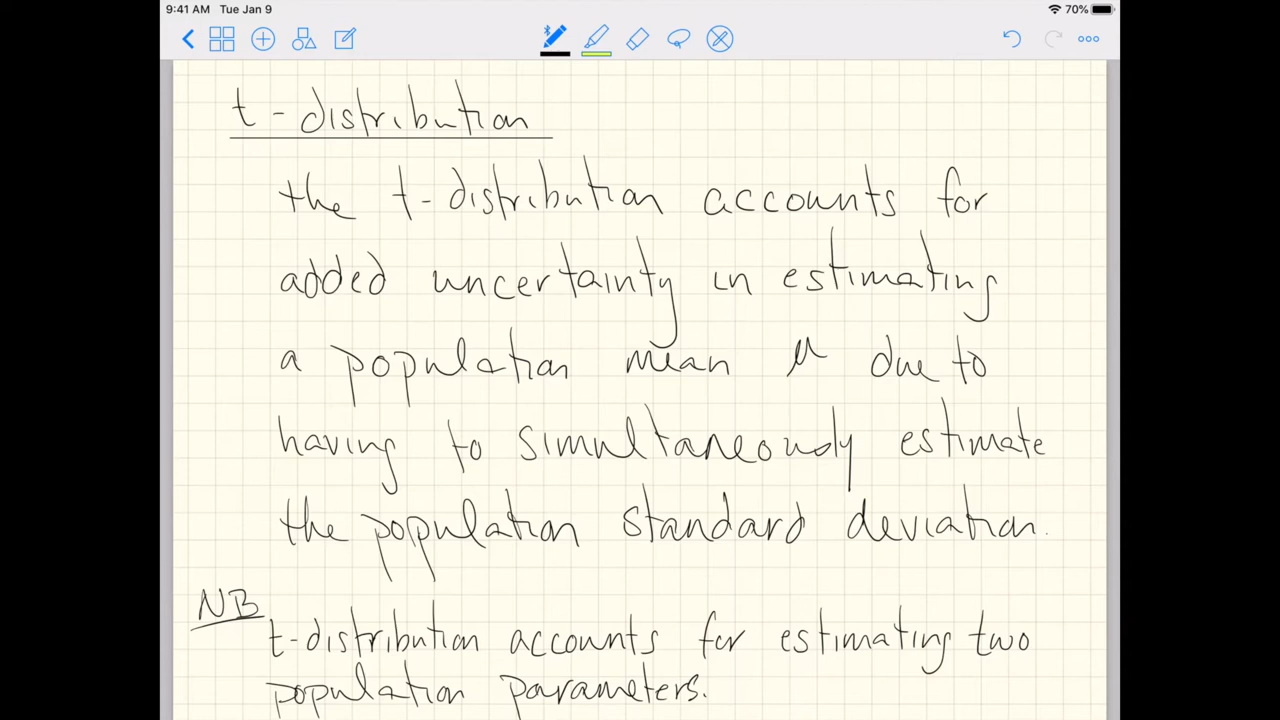 9:41 AM Tue Jan 9
70%
t-distribution
the t-distribution accounts for
added uncertainty in estimating
a population mean μ due to
having to simultaneously estimate
the population standard deviation.
NB
t-distribution accounts for estimating two
population parameters.